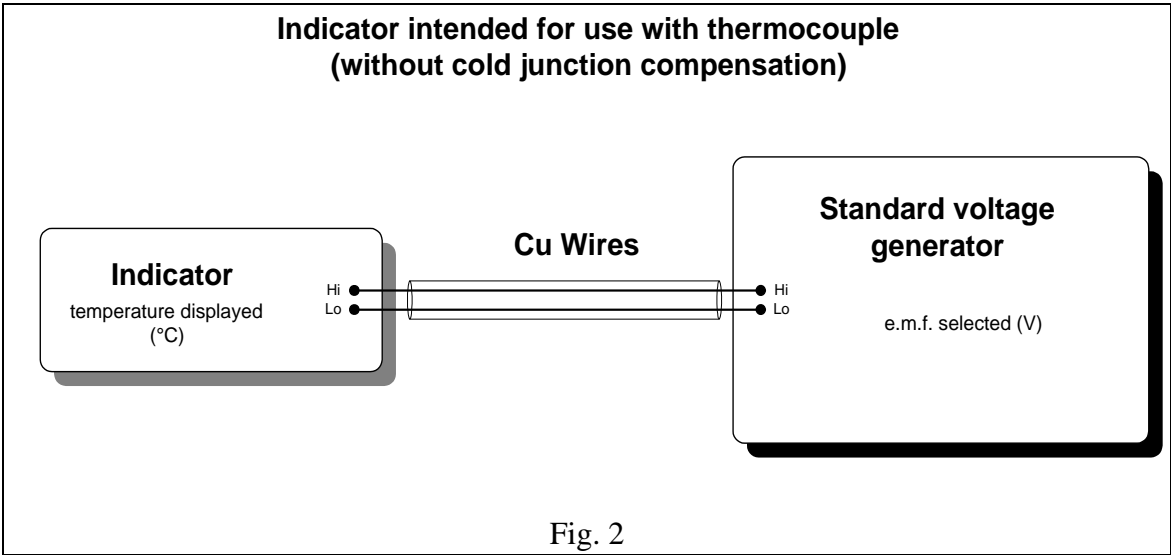 Indicator intended for use with thermocouple
(without cold junction compensation)
Indicator
temperature displayed
(°C)
Hi
Lo
Cu Wires
Hi
Lo
Standard voltage
generator
e.m.f. selected (V)
Fig. 2